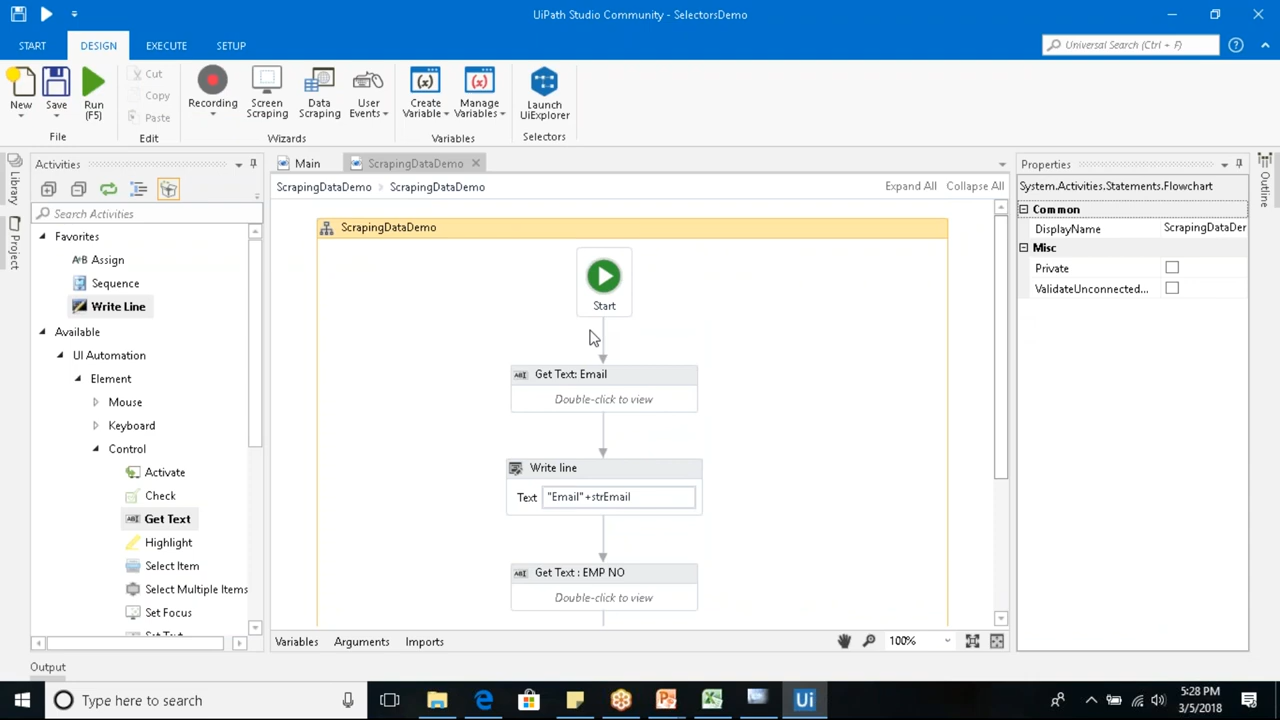 UiPath Studio Community - SelectorsDemo
START DESIGN EXECUTE SETUP
Universal Search (Ctrl + F)
New Save Run (F5) Cut Copy Paste Recording Screen Scraping Data Scraping User Events Create Variable Manage Variables Launch UiExplorer
File Edit Wizards Variables Selectors
Activities
Library
Project
Search Activities
Favorites
A+B Assign
Sequence
Write Line
Available
UI Automation
Element
Mouse
Keyboard
Control
Activate
Check
Get Text
Highlight
Select Item
Select Multiple Items
Set Focus
Set Text
Main ScrapingDataDemo
ScrapingDataDemo > ScrapingDataDemo Expand All Collapse All
ScrapingDataDemo
Start
Get Text: Email
Double-click to view
Write line
Text "Email"+strEmail
Get Text : EMP NO
Double-click to view
Variables Arguments Imports 100%
Properties
Outline
System.Activities.Statements.Flowchart
Common
DisplayName ScrapingDataDer
Misc
Private
ValidateUnconnected...
Output
Type here to search
Ui
5:28 PM
3/5/2018